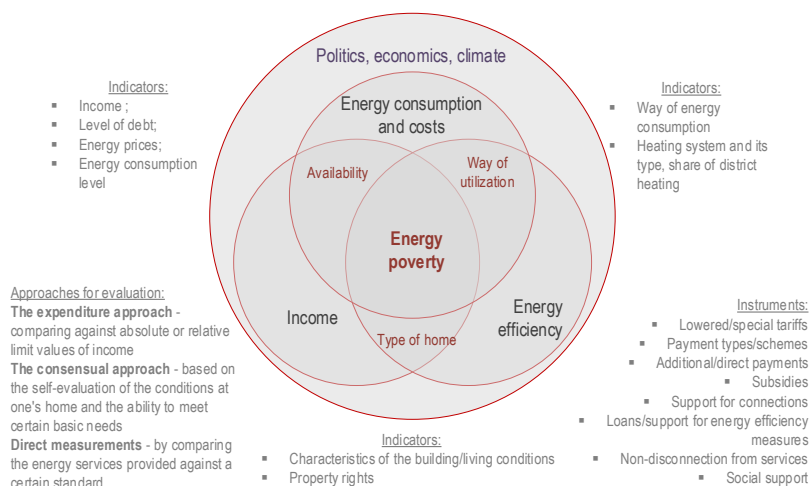 Politics, economics, climate
Energy consumption
and costs
Availability
Way of
utilization
Energy
poverty
Income
Energy
efficiency
Type of home
Indicators:
▪ Income ;
▪ Level of debt;
▪ Energy prices;
▪ Energy consumption
level
Indicators:
▪ Way of energy
consumption
▪ Heating system and its
type, share of district
heating
Approaches for evaluation:
The expenditure approach -
comparing against absolute or relative
limit values of income
The consensual approach - based on
the self-evaluation of the conditions at
one's home and the ability to meet
certain basic needs
Direct measurements - by comparing
the energy services provided against a
certain standard
Indicators:
▪ Characteristics of the building/living conditions
▪ Property rights
Instruments:
▪ Lowered/special tariffs
▪ Payment types/schemes
▪ Additional/direct payments
▪ Subsidies
▪ Support for connections
▪ Loans/support for energy efficiency
measures
▪ Non-disconnection from services
▪ Social support